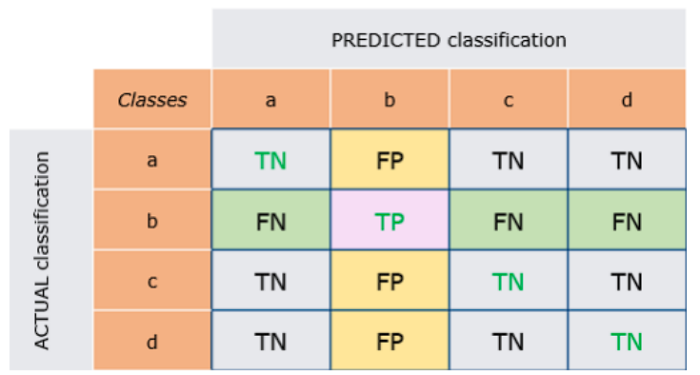 PREDICTED classification
Classes a b c d
ACTUAL classification
a TN FP TN TN
b FN TP FN FN
c TN FP TN TN
d TN FP TN TN